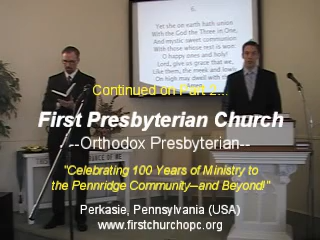 6.
Yet she on earth hath union
With the God the Three in One,
And mystic sweet communion
With those whose rest is won
O happy ones and holy!
Lord, give us grace that we,
Like them, the meek and lowly,
On high may dwell with thee
Continued on Part 2...
First Presbyterian Church
--Orthodox Presbyterian--
"Celebrating 100 Years of Ministry to
the Pennridge Community--and Beyond!"
Perkasie, Pennsylvania (USA)
www.firstchurchopc.org